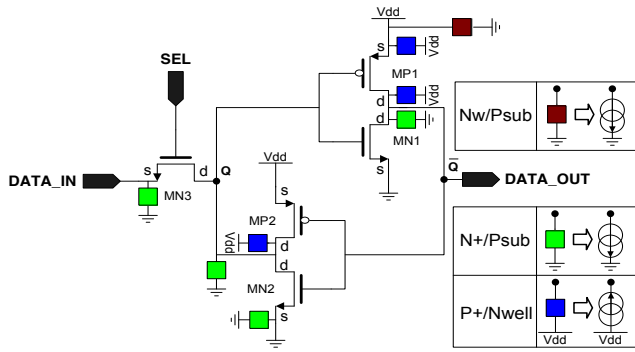 Vdd
SEL
s
Vdd
MP1
d
Vdd
d
MN1
s
Nw/Psub
s
d
Q
DATA_IN
MN3
Vdd
Q
DATA_OUT
s
MP2
Vdd
d
d
MN2
s
N+/Psub
P+/Nwell
Vdd
Vdd